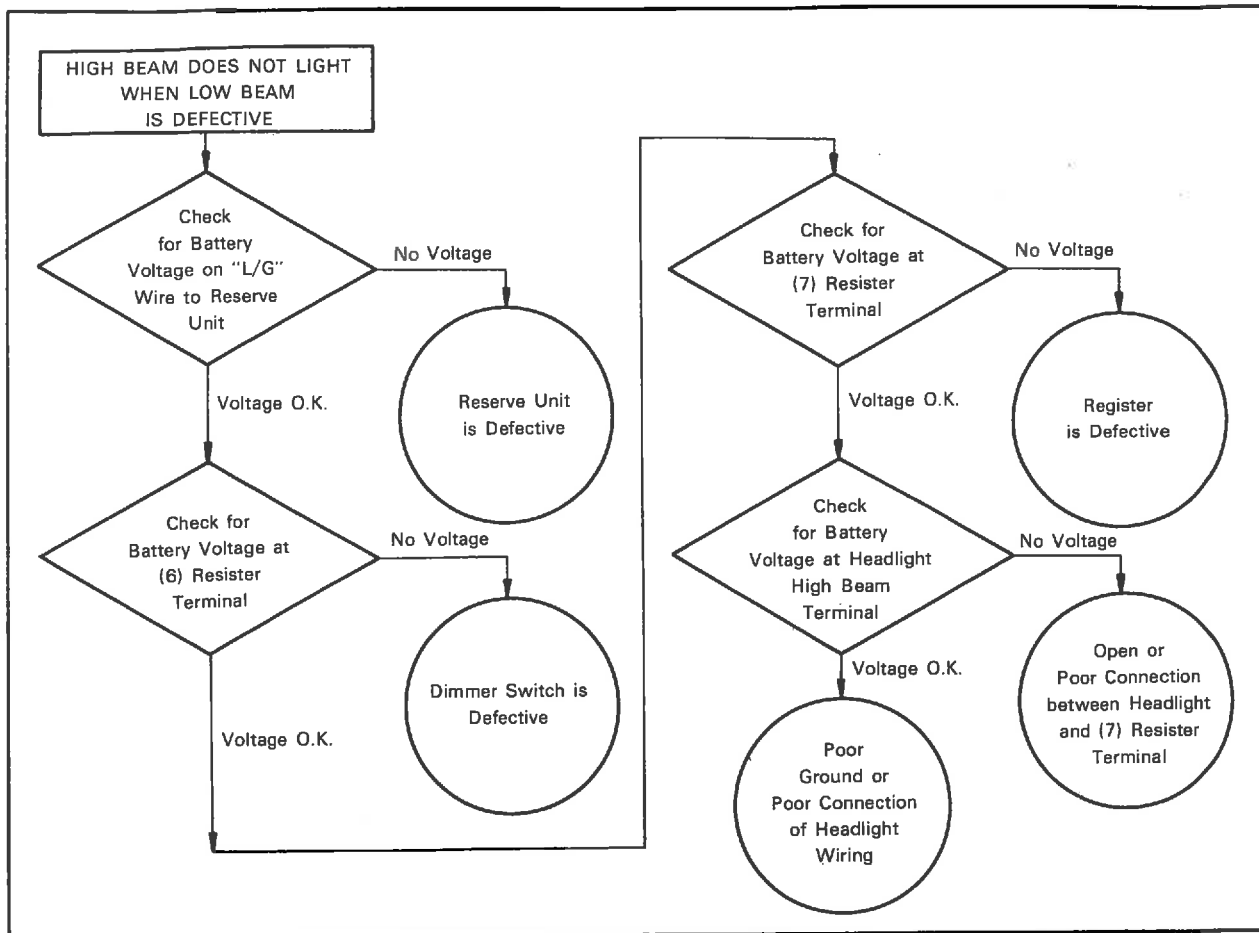 HIGH BEAM DOES NOT LIGHT
WHEN LOW BEAM
IS DEFECTIVE
Check
for Battery
Voltage on "L/G"
Wire to Reserve
Unit
No Voltage
Reserve Unit
is Defective
Voltage O.K.
Check for
Battery Voltage at
(6) Resister
Terminal
No Voltage
Dimmer Switch is
Defective
Voltage O.K.
Check for
Battery Voltage at
(7) Resister
Terminal
No Voltage
Register
is Defective
Voltage O.K.
Check
for Battery
Voltage at Headlight
High Beam
Terminal
No Voltage
Open or
Poor Connection
between Headlight
and (7) Resister
Terminal
Voltage O.K.
Poor
Ground or
Poor Connection
of Headlight
Wiring